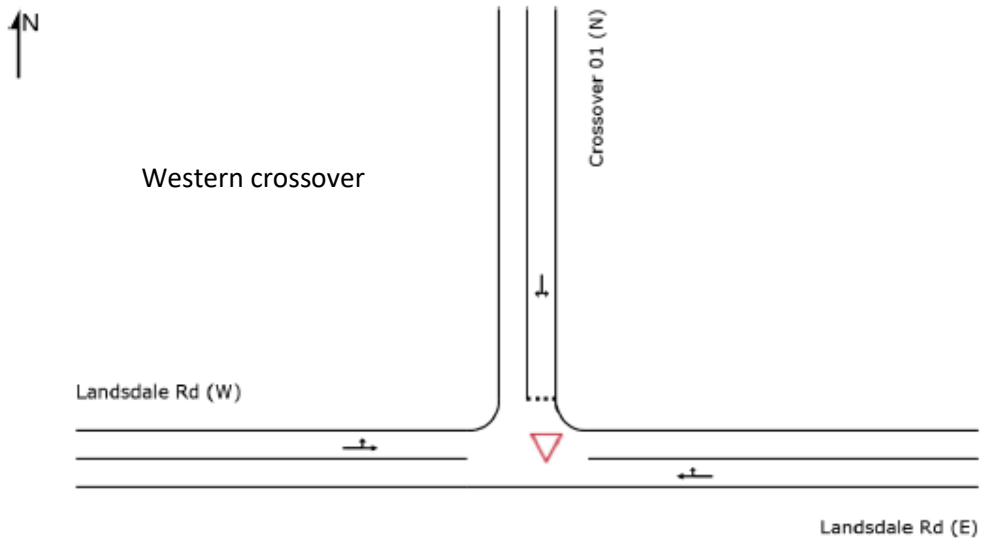 N
Crossover 01 (N)
Western crossover
Landsdale Rd (W)
Landsdale Rd (E)